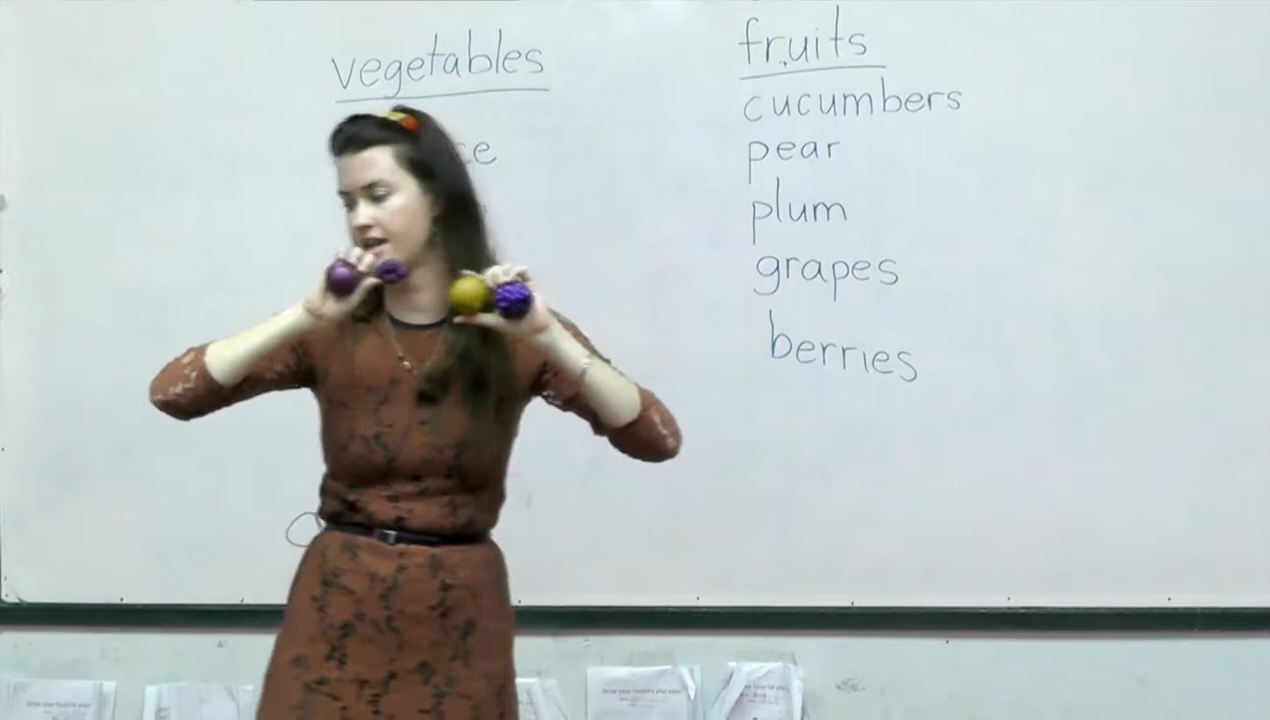 vegetables
fruits
cucumbers
pear
plum
grapes
berries